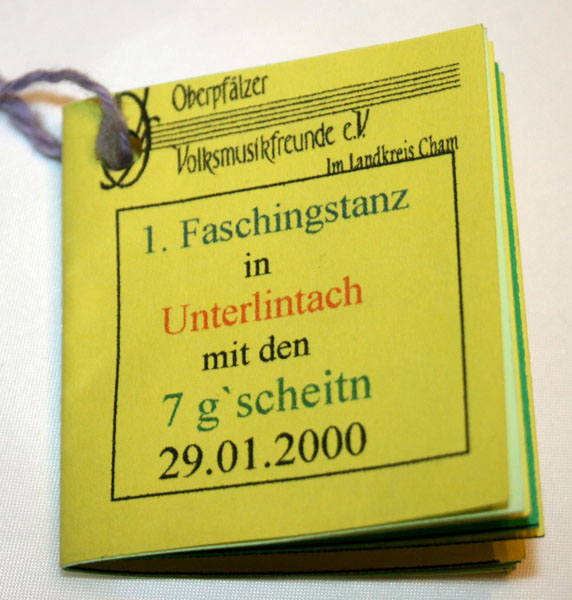 Oberpfälzer
Volksmusikfreunde e.V.
Im Landkreis Cham
1. Faschingstanz
in
Unterlintach
mit den
7 g`scheitn
29.01.2000